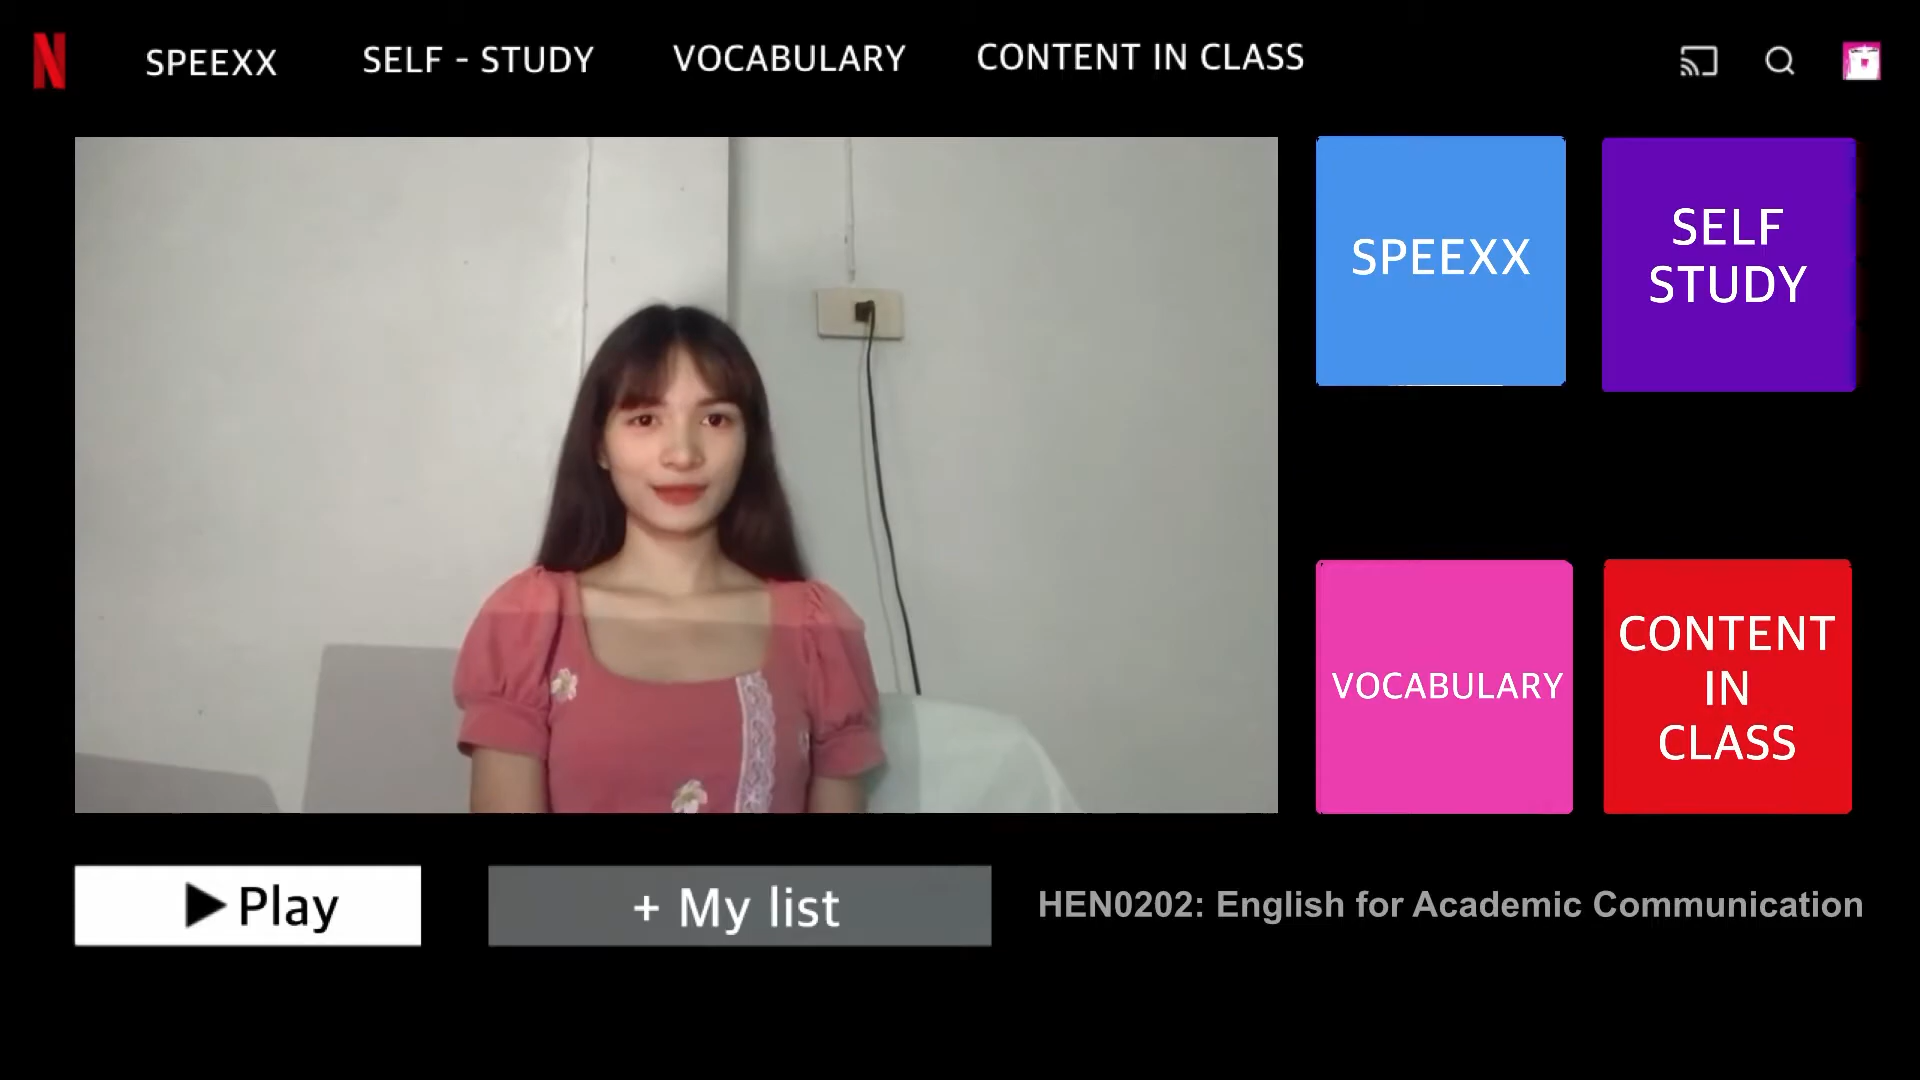 N
SPEEXX
SELF - STUDY
VOCABULARY
CONTENT IN CLASS
SPEEXX
SELF
STUDY
VOCABULARY
CONTENT
IN
CLASS
Play
+ My list
HEN0202: English for Academic Communication